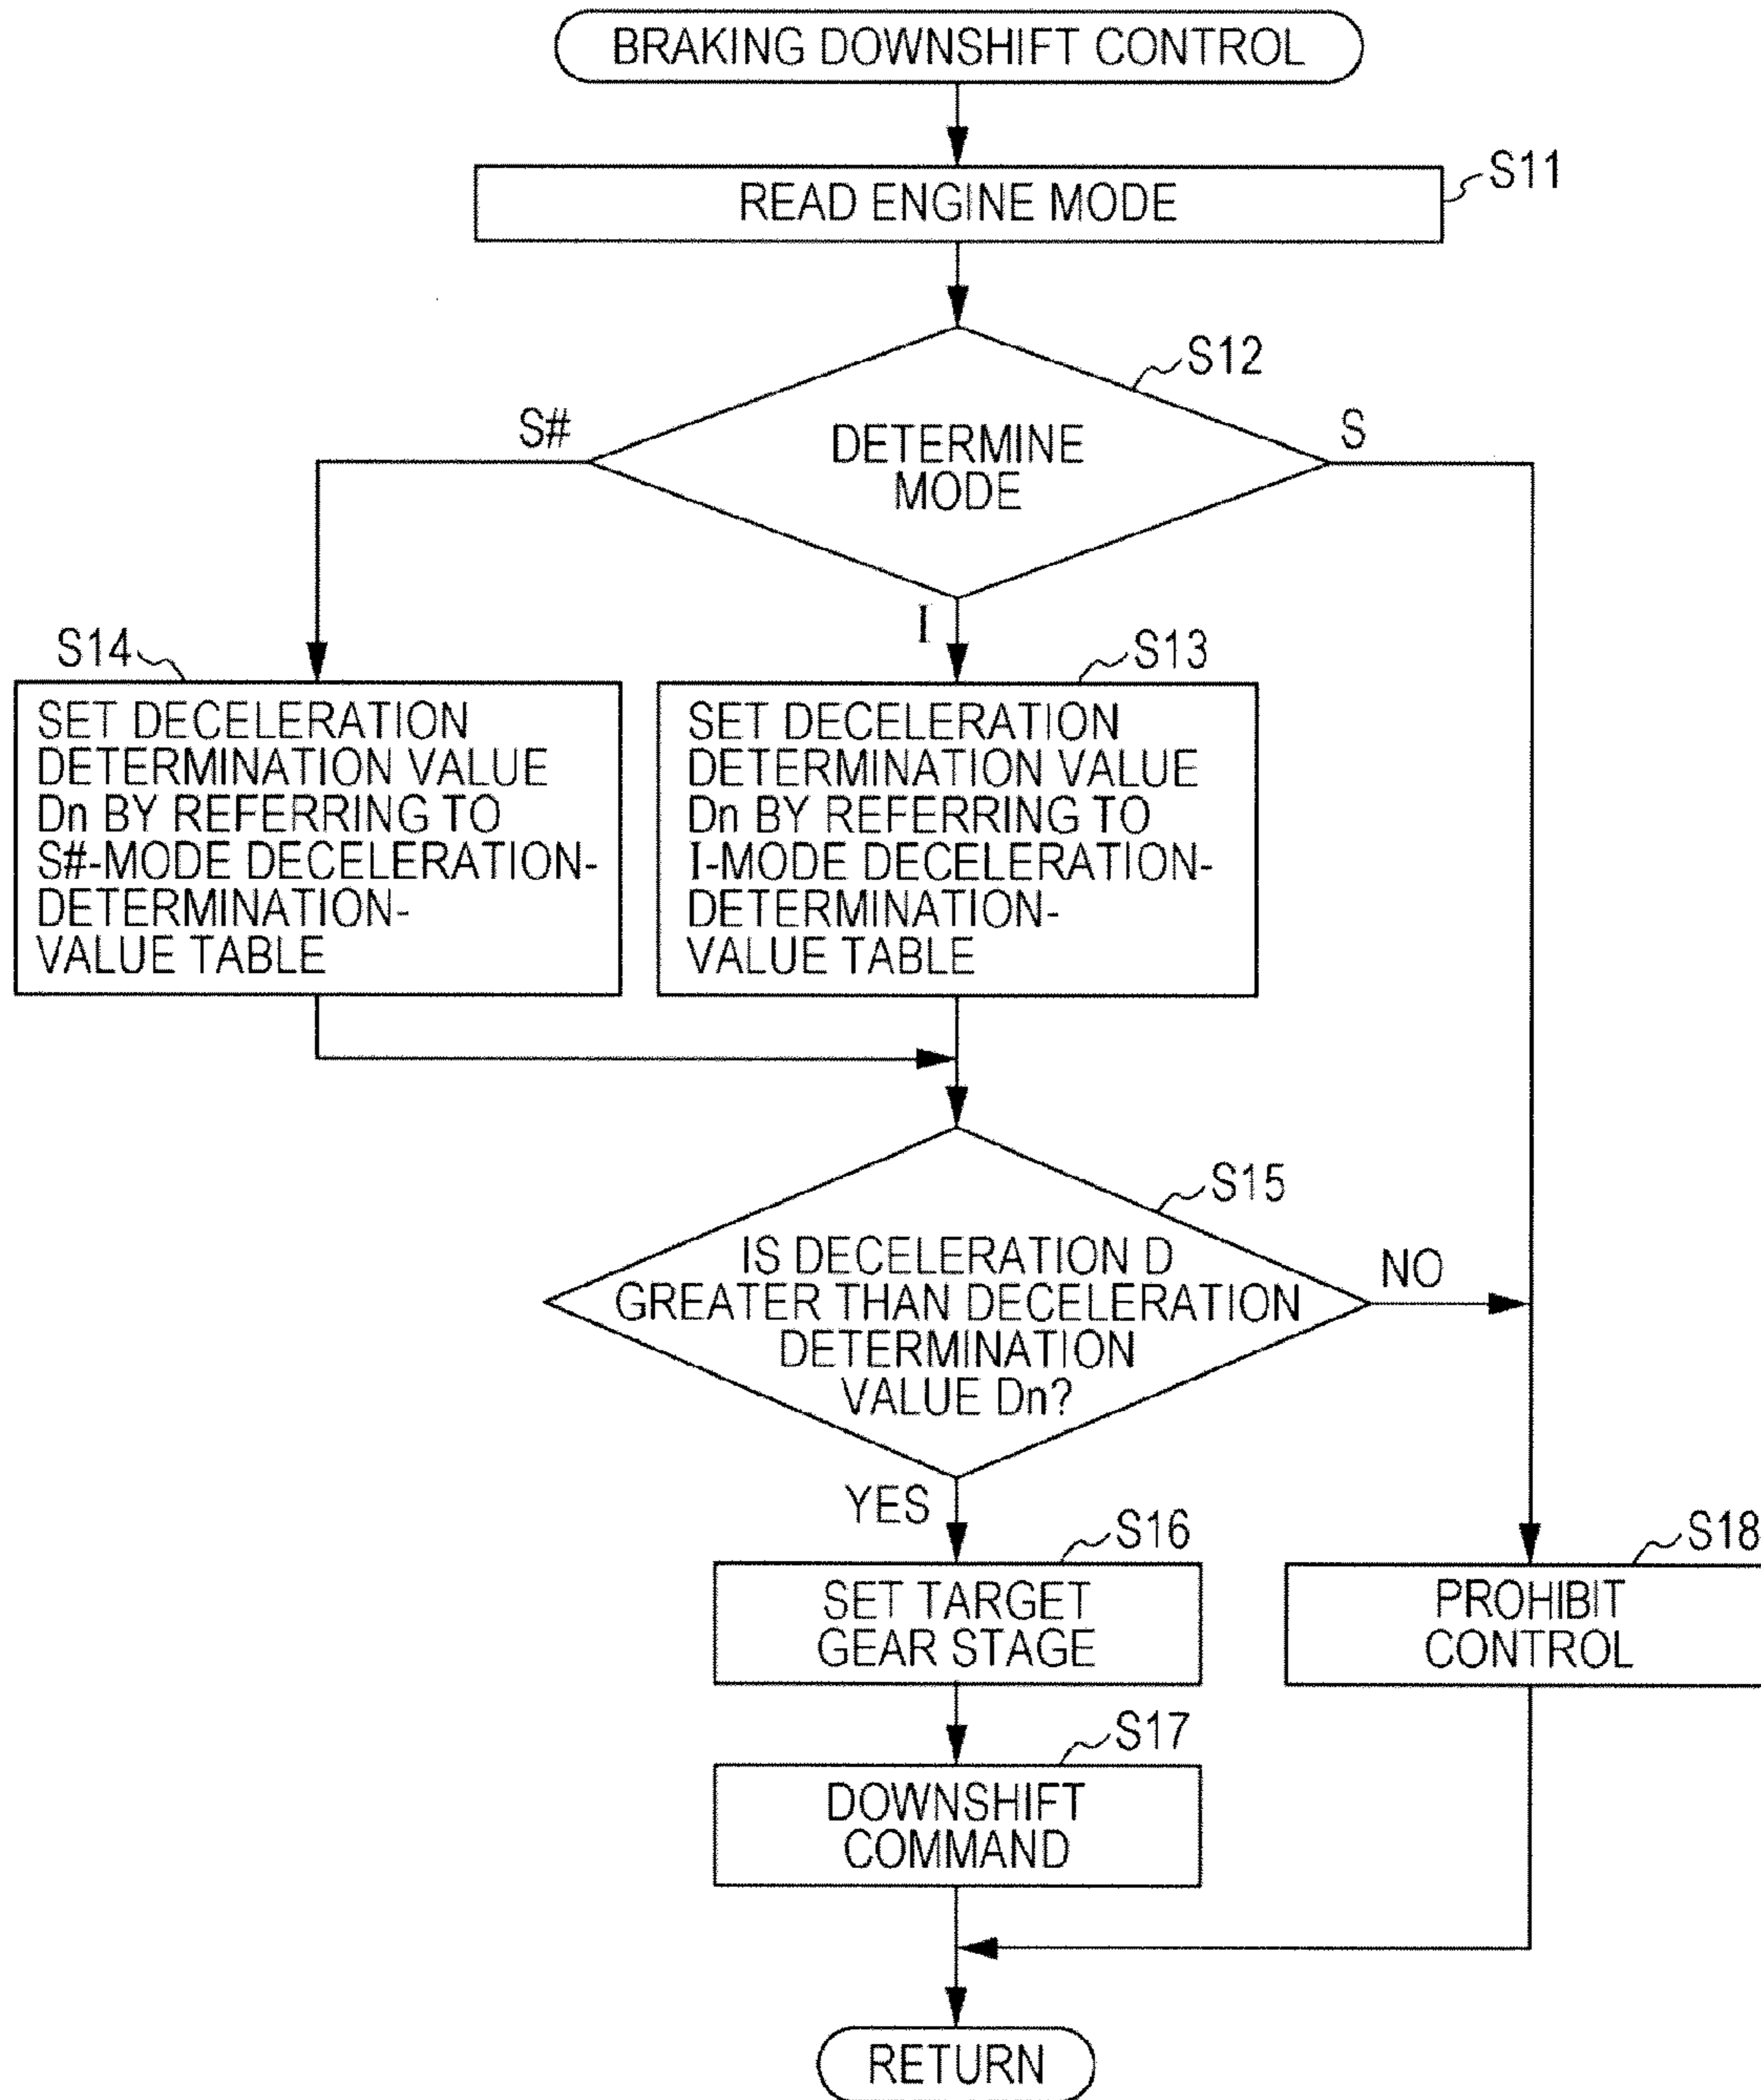 BRAKING DOWNSHIFT CONTROL
S11
READ ENGINE MODE
S12
S#
S
DETERMINE
MODE
I
S14
S13
SET DECELERATION
DETERMINATION VALUE
Dn BY REFERRING TO
S#-MODE DECELERATION-
DETERMINATION-
VALUE TABLE
SET DECELERATION
DETERMINATION VALUE
Dn BY REFERRING TO
I-MODE DECELERATION-
DETERMINATION-
VALUE TABLE
S15
IS DECELERATION D
GREATER THAN DECELERATION
DETERMINATION
VALUE Dn?
NO
YES
S16
SET TARGET
GEAR STAGE
S18
PROHIBIT
CONTROL
S17
DOWNSHIFT
COMMAND
RETURN